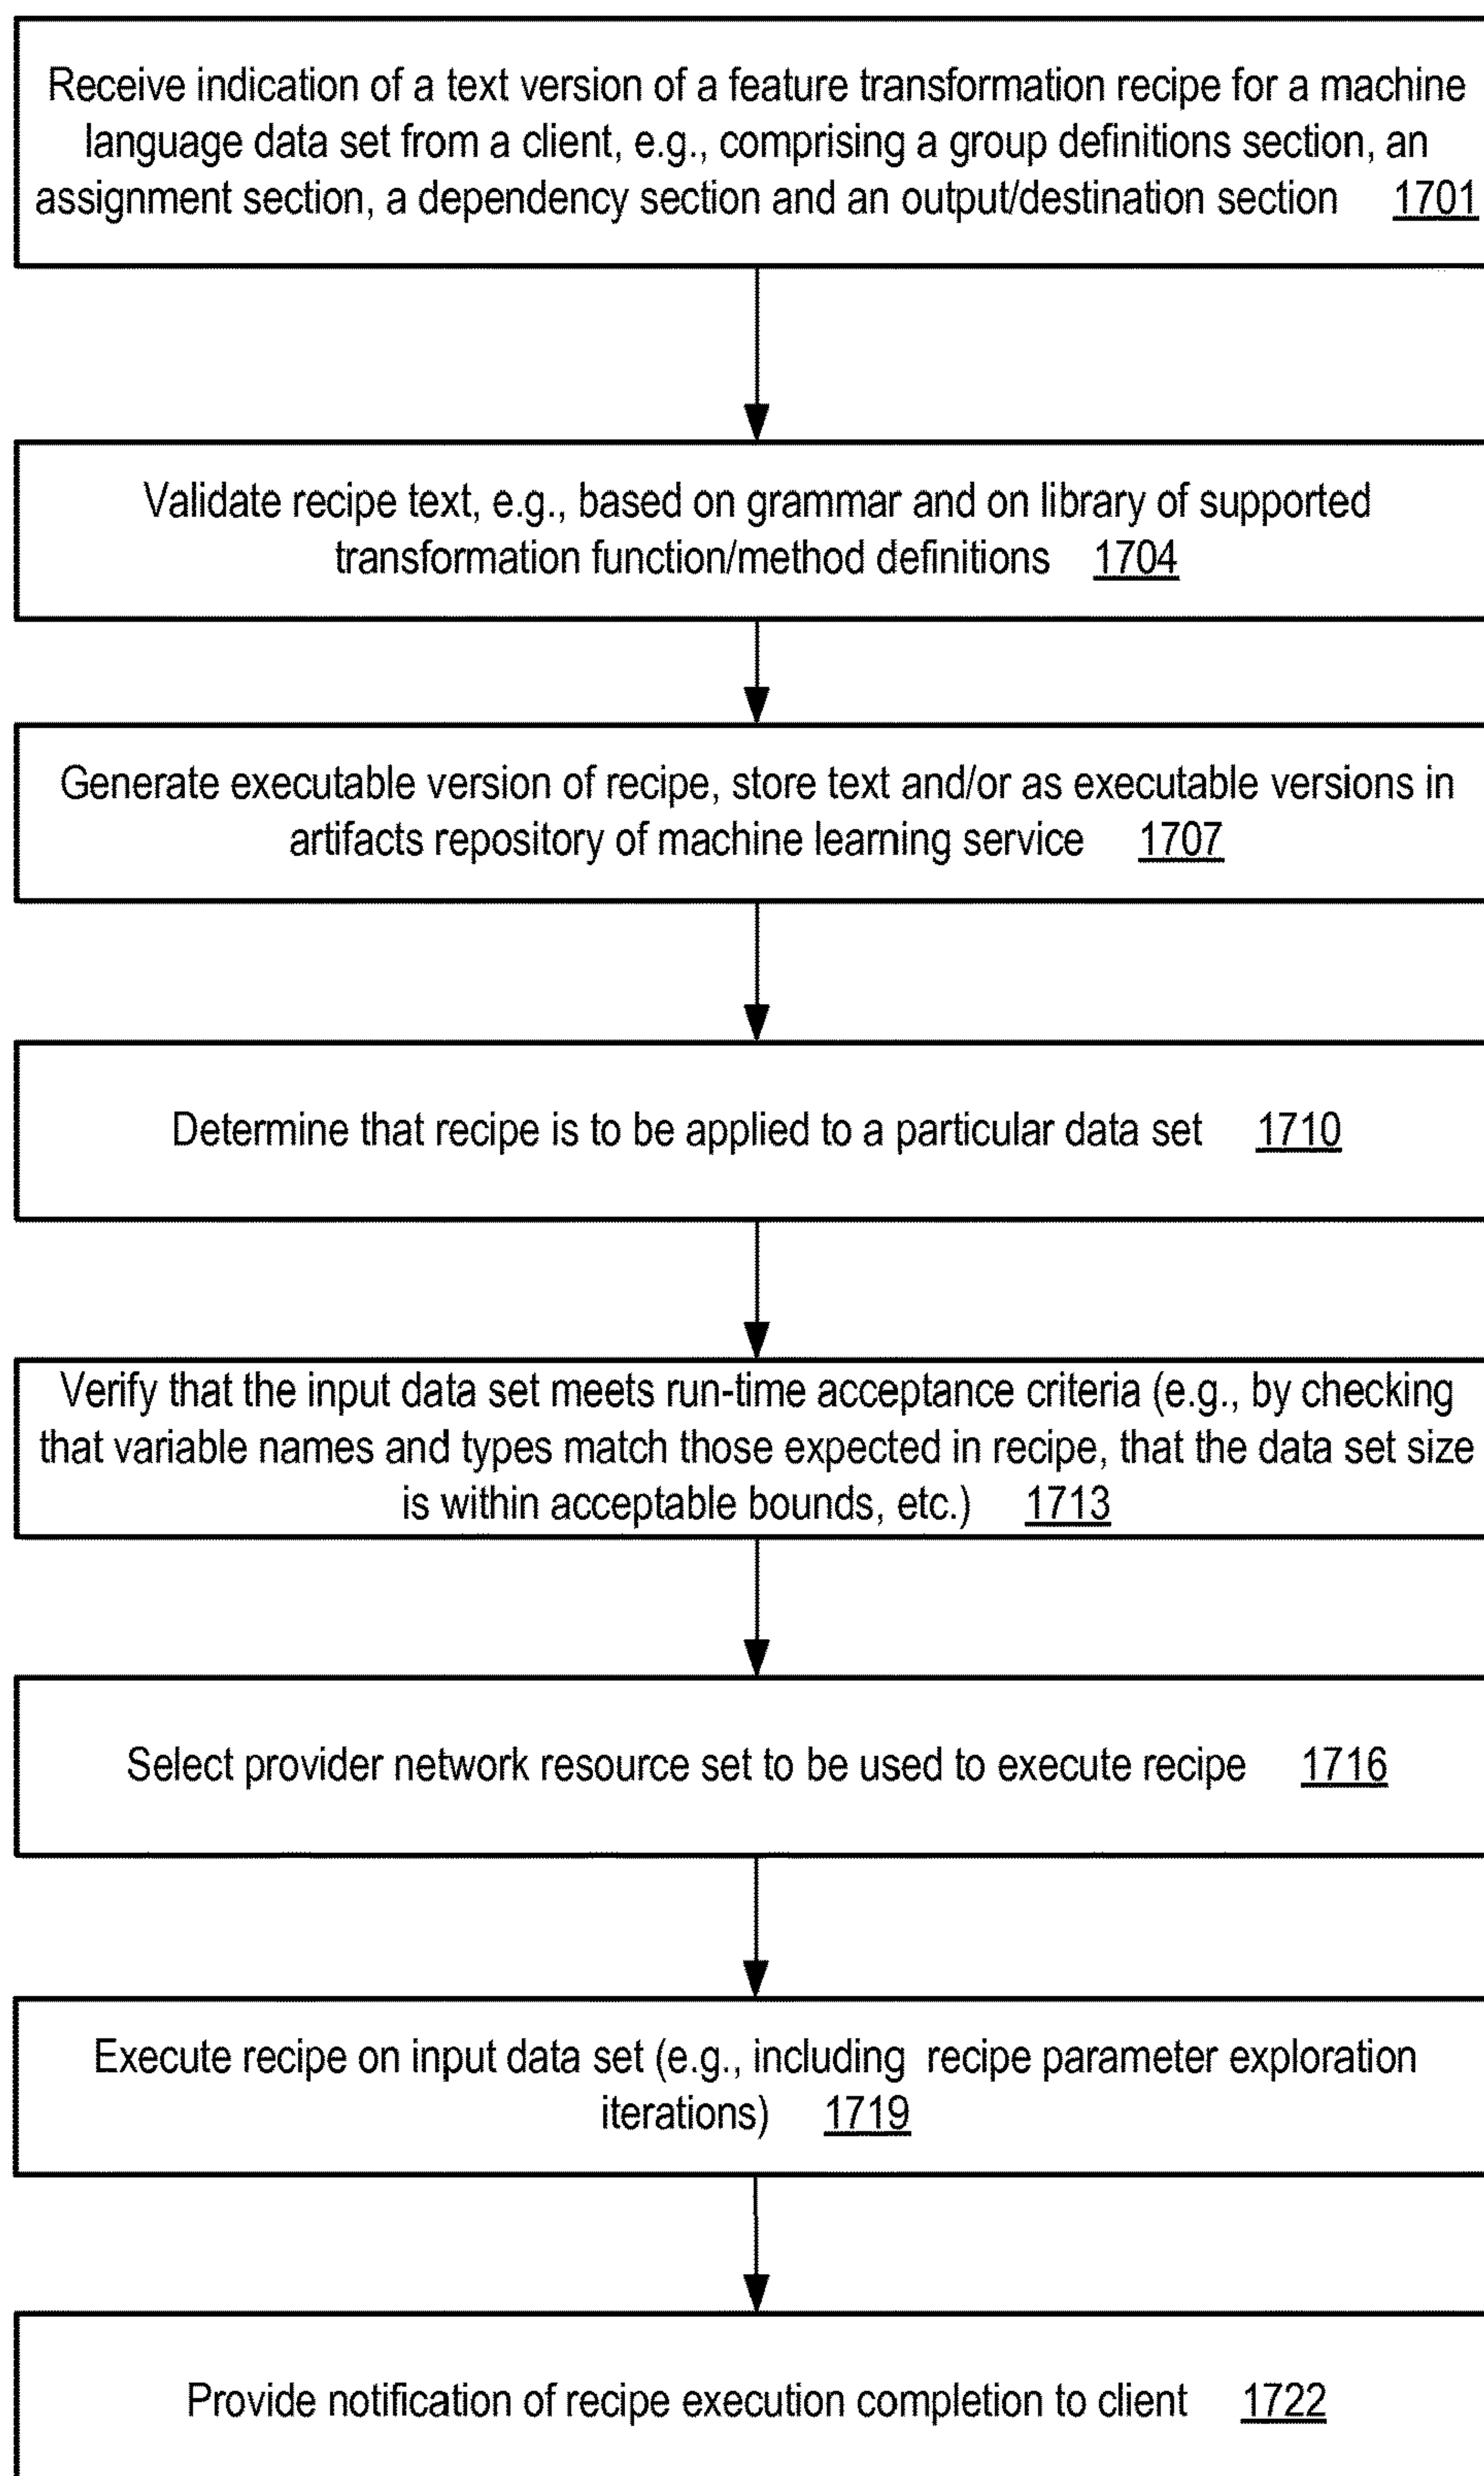 Receive indication of a text version of a feature transformation recipe for a machine
language data set from a client, e.g., comprising a group definitions section, an
assignment section, a dependency section and an output/destination section 1701
Validate recipe text, e.g., based on grammar and on library of supported
transformation function/method definitions 1704
Generate executable version of recipe, store text and/or as executable versions in
artifacts repository of machine learning service 1707
Determine that recipe is to be applied to a particular data set 1710
Verify that the input data set meets run-time acceptance criteria (e.g., by checking
that variable names and types match those expected in recipe, that the data set size
is within acceptable bounds, etc.) 1713
Select provider network resource set to be used to execute recipe 1716
Execute recipe on input data set (e.g., including recipe parameter exploration
iterations) 1719
Provide notification of recipe execution completion to client 1722